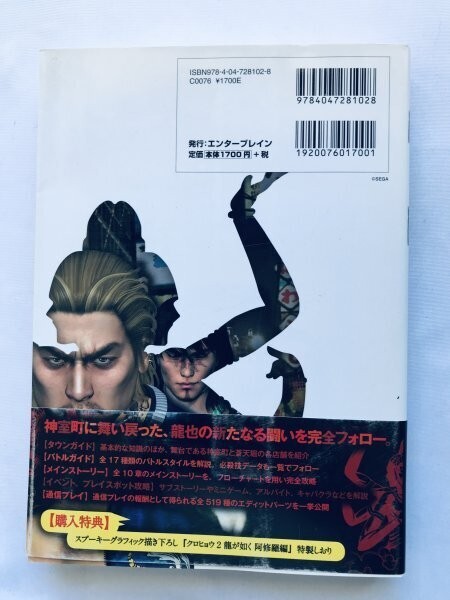 ISBN978-4-04-728102-8
C0076 ¥1700E
9784047281028
発行:エンターブレイン
定価 本体1700円 +税
1920076017001
©SEGA
神室町に舞い戻った、龍也の新たなる闘いを完全フォロー
【タウンガイド】 基本的な知識のほか、舞台である神室町と蒼天堀の各店舗を紹介
【バトルガイド】 全17種類のバトルスタイルを解説。必殺技データも一覧でフォロー
【メインストーリー】 全10章のメインストーリーを、フローチャートを用い完全攻略
【イベント、プレイスポット攻略】 サブストーリーやミニゲーム、アルバイト、キャバクラなどを解説
【通信プレイ】 通信プレイの報酬として得られる全519種のエディットパーツを一挙公開
【購入特典】
スプーキーグラフィック描き下ろし『クロヒョウ2 龍が如く 阿修羅編』特製しおり